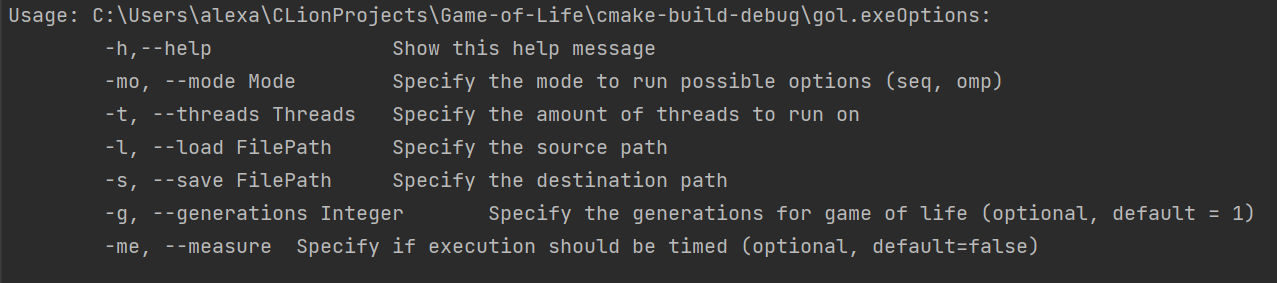 Usage: C:\Users\alexa\CLionProjects\Game-of-Life\cmake-build-debug\gol.exeOptions:
-h,--help Show this help message
-mo, --mode Mode Specify the mode to run possible options (seq, omp)
-t, --threads Threads Specify the amount of threads to run on
-l, --load FilePath Specify the source path
-s, --save FilePath Specify the destination path
-g, --generations Integer Specify the generations for game of life (optional, default = 1)
-me, --measure Specify if execution should be timed (optional, default=false)